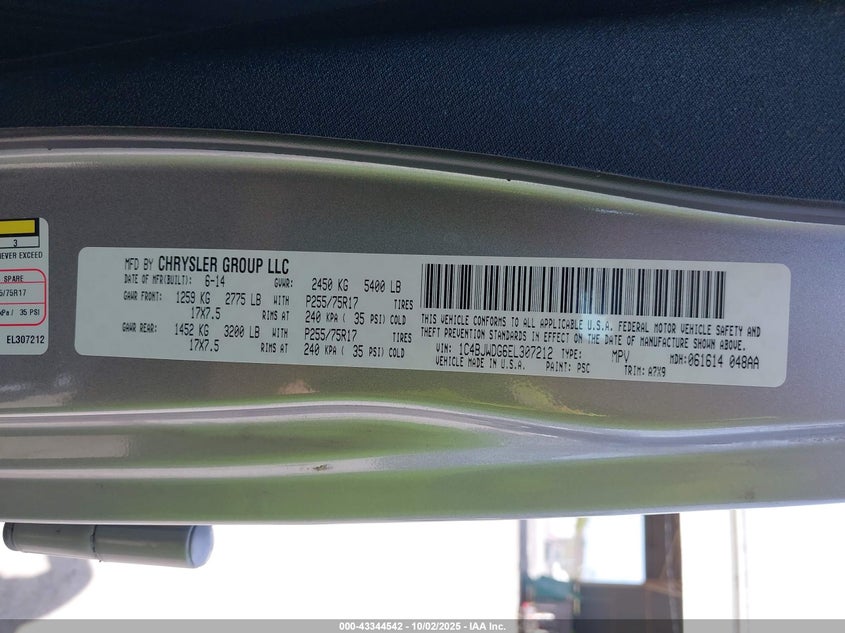 3
NEVER EXCEED
SPARE
5/75R17
kPa/ 35 PSI
EL307212
MFD BY CHRYSLER GROUP LLC
DATE OF MFR(BUILT): 6-14 GVWR: 2450 KG 5400 LB
GAWR FRONT: 1259 KG 2775 LB WITH P255/75R17 TIRES
17X7.5 RIMS AT 240 KPA ( 35 PSI) COLD
GAWR REAR: 1452 KG 3200 LB WITH P255/75R17 TIRES
17X7.5 RIMS AT 240 KPA ( 35 PSI) COLD
THIS VEHICLE CONFORMS TO ALL APPLICABLE U.S.A. FEDERAL MOTOR VEHICLE SAFETY AND
THEFT PREVENTION STANDARDS IN EFFECT ON THE DATE OF MANUFACTURE SHOWN ABOVE.
VIN: 1C4BJWDG6EL307212 TYPE: MPV MDH: 061614 048AA
VEHICLE MADE IN U.S.A. PAINT: PSC TRIM: A7X9
000-43344542 - 10/02/2025 - IAA Inc.